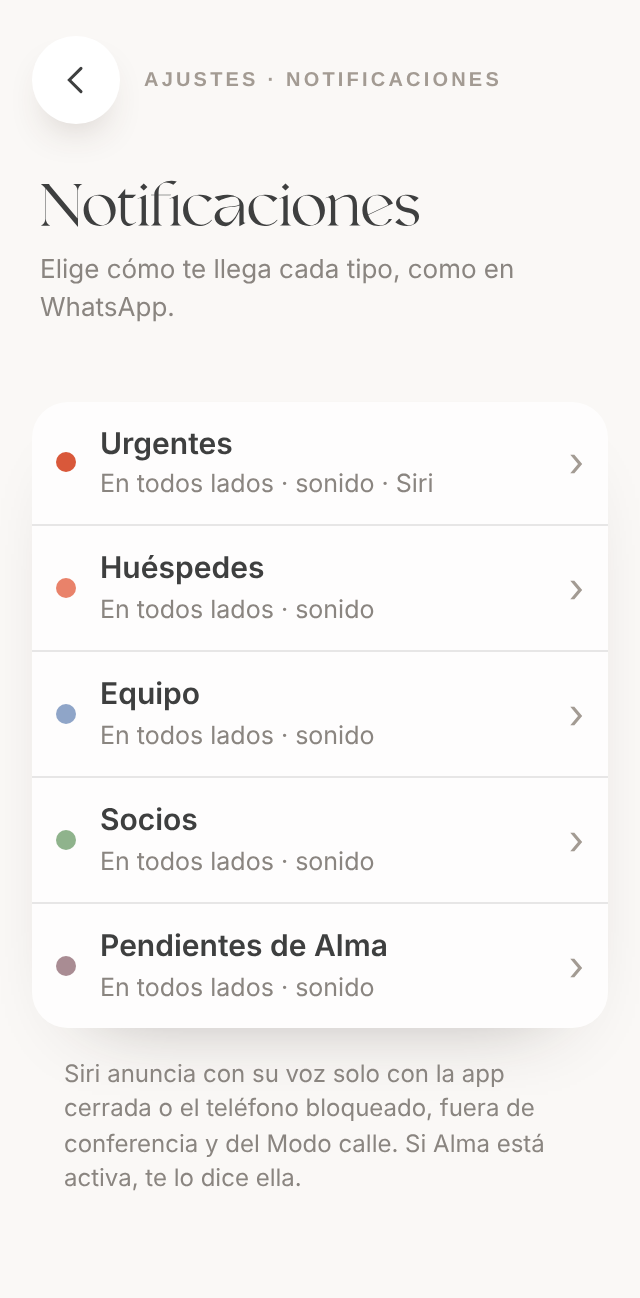 AJUSTES · NOTIFICACIONES
Notificaciones
Elige cómo te llega cada tipo, como en
WhatsApp.
Urgentes
En todos lados · sonido · Siri
Huéspedes
En todos lados · sonido
Equipo
En todos lados · sonido
Socios
En todos lados · sonido
Pendientes de Alma
En todos lados · sonido
Siri anuncia con su voz solo con la app
cerrada o el teléfono bloqueado, fuera de
conferencia y del Modo calle. Si Alma está
activa, te lo dice ella.